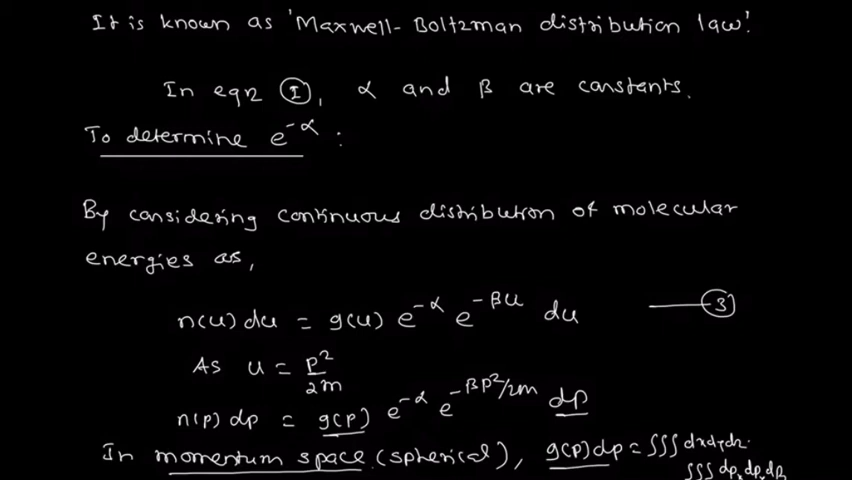 It is known as 'Maxwell-Boltzman distribution law'.
In eqn ①, α and β are constants.
To determine e^{-α} :
By considering continuous distribution of molecular
energies as,
n(u) du = g(u) e^{-α} e^{-βu} du — ③
As u = p²/2m
n(p) dp = g(p) e^{-α} e^{-βp²/2m} dp
In momentum space (spherical), g(p) dp = ∫∫∫ dx dy dz.
∫∫∫ dpₓ dpᵧ dp